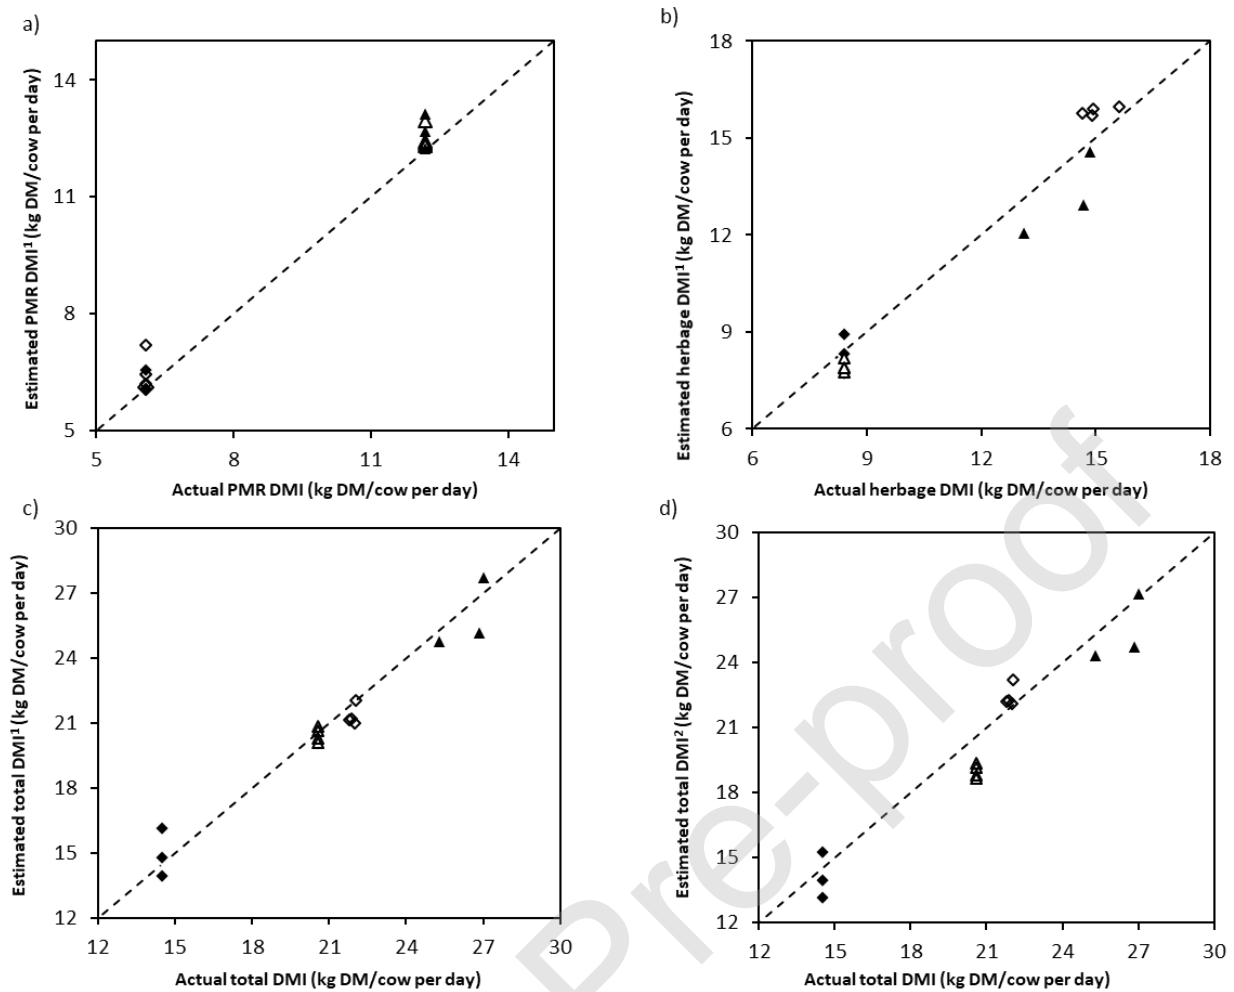 a)
Estimated PMR DMI¹ (kg DM/cow per day)
14
11
8
5
5 8 11 14
Actual PMR DMI (kg DM/cow per day)
b)
Estimated herbage DMI¹ (kg DM/cow per day)
18
15
12
9
6
6 9 12 15 18
Actual herbage DMI (kg DM/cow per day)
c)
Estimated total DMI¹ (kg DM/cow per day)
30
27
24
21
18
15
12
12 15 18 21 24 27 30
Actual total DMI (kg DM/cow per day)
d)
Estimated total DMI² (kg DM/cow per day)
30
27
24
21
18
15
12
12 15 18 21 24 27 30
Actual total DMI (kg DM/cow per day)
Pre-proof